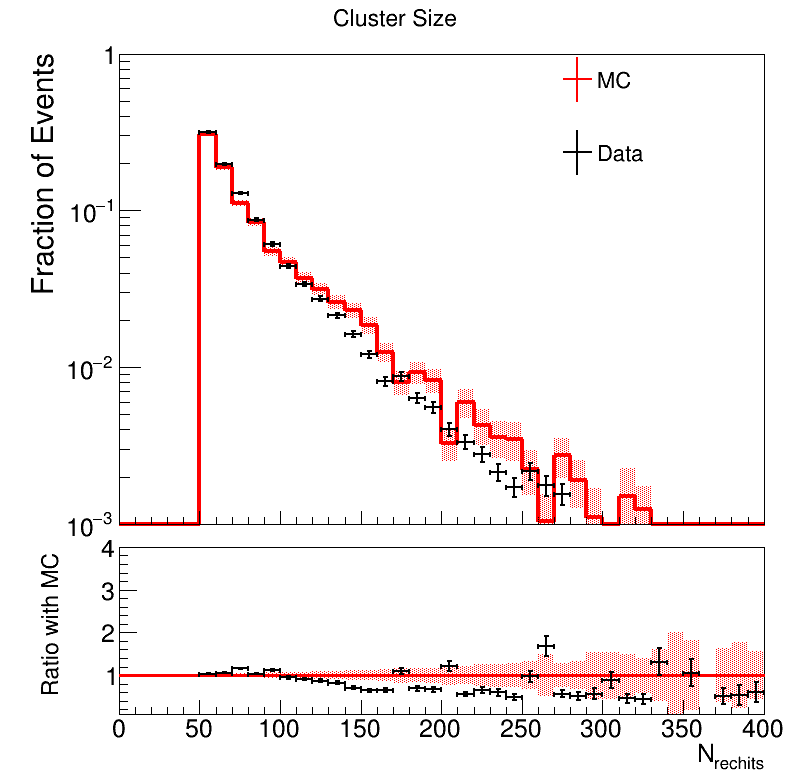 Cluster Size
Fraction of Events
1
10⁻¹
10⁻²
10⁻³
MC
Data
Ratio with MC
4
3
2
1
0 50 100 150 200 250 300 350 400
N_rechits